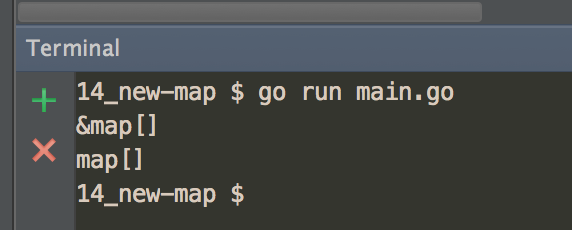 Terminal
14_new-map $ go run main.go
&map[]
map[]
14_new-map $